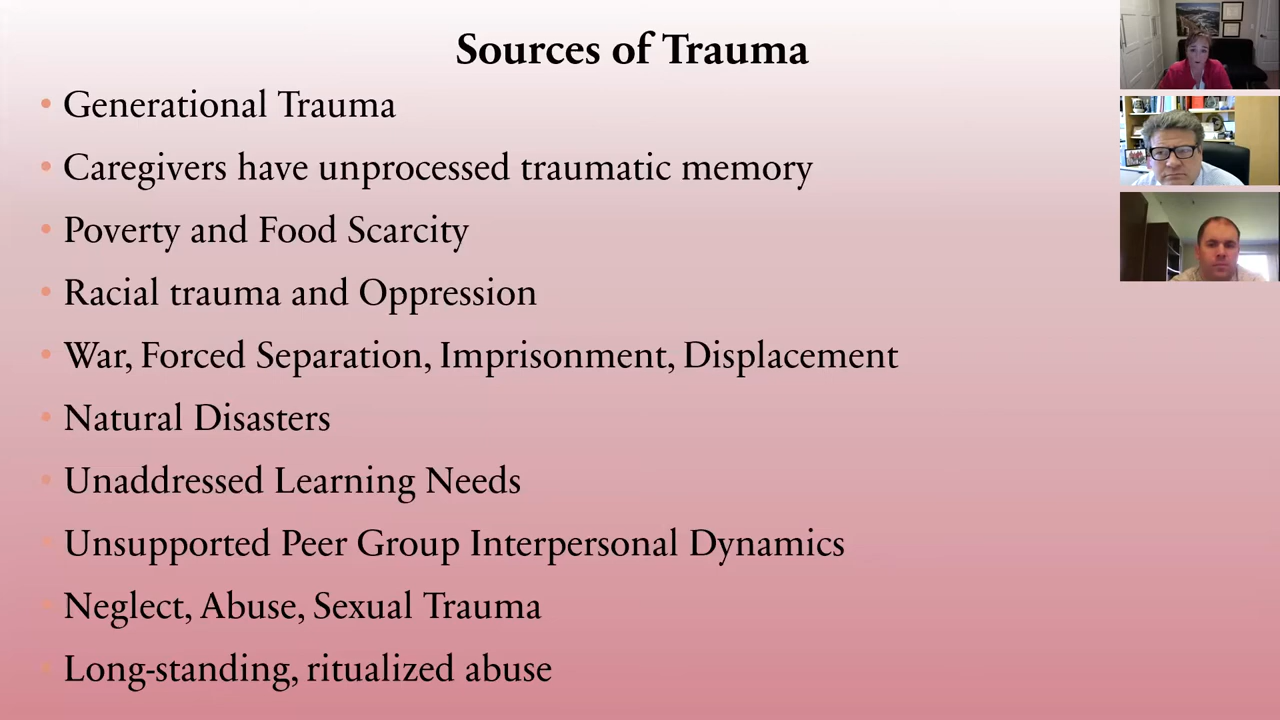 Sources of Trauma
• Generational Trauma
• Caregivers have unprocessed traumatic memory
• Poverty and Food Scarcity
• Racial trauma and Oppression
• War, Forced Separation, Imprisonment, Displacement
• Natural Disasters
• Unaddressed Learning Needs
• Unsupported Peer Group Interpersonal Dynamics
• Neglect, Abuse, Sexual Trauma
• Long-standing, ritualized abuse